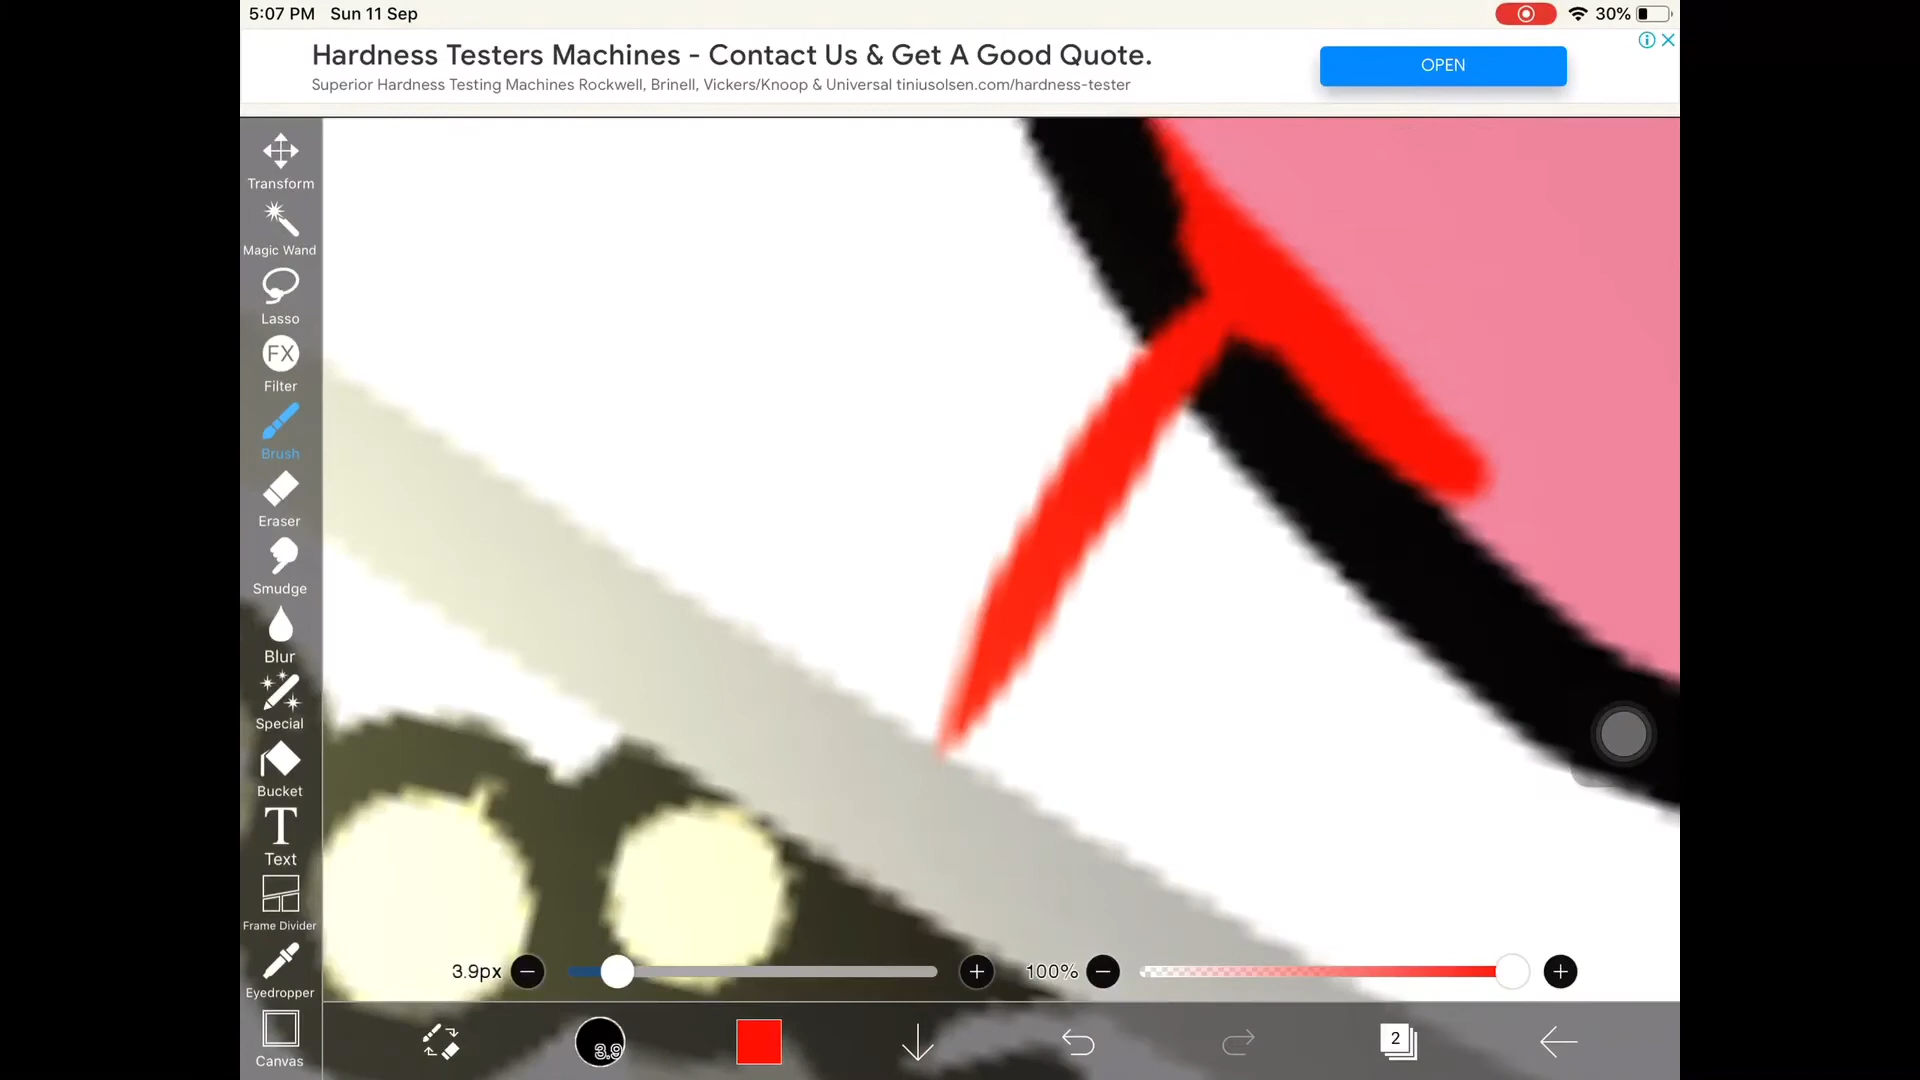 5:07 PM Sun 11 Sep
30%
Hardness Testers Machines - Contact Us & Get A Good Quote.
Superior Hardness Testing Machines Rockwell, Brinell, Vickers/Knoop & Universal tiniusolsen.com/hardness-tester
OPEN
Transform
Magic Wand
Lasso
FX
Filter
Brush
Eraser
Smudge
Blur
Special
Bucket
T
Text
Frame Divider
Eyedropper
Canvas
3.9px
100%
3.9
2